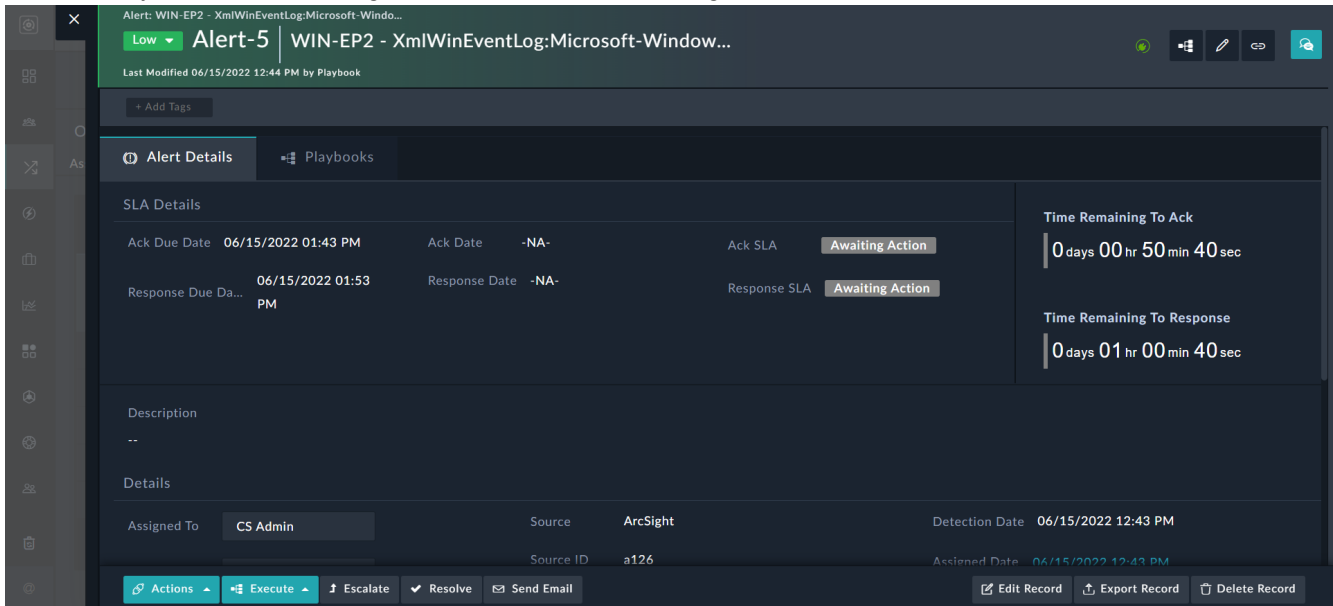 Alert: WIN-EP2 - XmlWinEventLog:Microsoft-Windo...
Low Alert-5 WIN-EP2 - XmlWinEventLog:Microsoft-Window...
Last Modified 06/15/2022 12:44 PM by Playbook
+ Add Tags
Alert Details Playbooks
SLA Details
Ack Due Date 06/15/2022 01:43 PM Ack Date -NA- Ack SLA Awaiting Action
Response Due Da... 06/15/2022 01:53 PM Response Date -NA- Response SLA Awaiting Action
Time Remaining To Ack
0 days 00 hr 50 min 40 sec
Time Remaining To Response
0 days 01 hr 00 min 40 sec
Description
--
Details
Assigned To CS Admin Source ArcSight Detection Date 06/15/2022 12:43 PM
Source ID a126 Assigned Date 06/15/2022 12:43 PM
Actions Execute Escalate Resolve Send Email Edit Record Export Record Delete Record